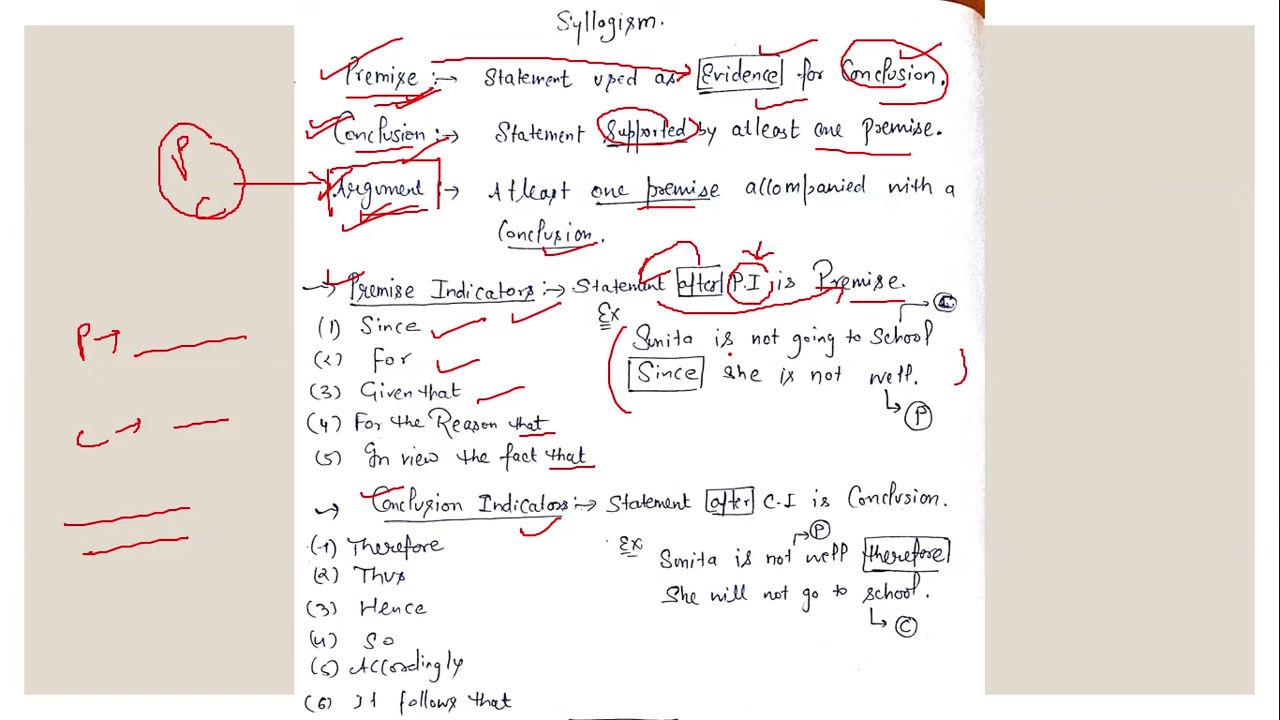 Syllogism.
Premise :→ Statement used as Evidence for Conclusion.
Conclusion :→ Statement Supported by atleast one premise.
Argument → Atleast one premise accompanied with a
Conclusion.
P
C
→ Premise Indicators :→ Statement after P.I is Premise.
(1) Since
(2) For
(3) Given that
(4) For the Reason that
(5) In view the fact that
Ex
Smita is not going to School → C
Since she is not well.
↳ P
P →
C →
→ Conclusion Indicators :→ Statement after C-I is Conclusion.
(1) Therefore
(2) Thus
(3) Hence
(4) So
(5) Accordingly
(6) It follows that
Ex Smita is not well therefore
→ P
She will not go to school.
↳ C